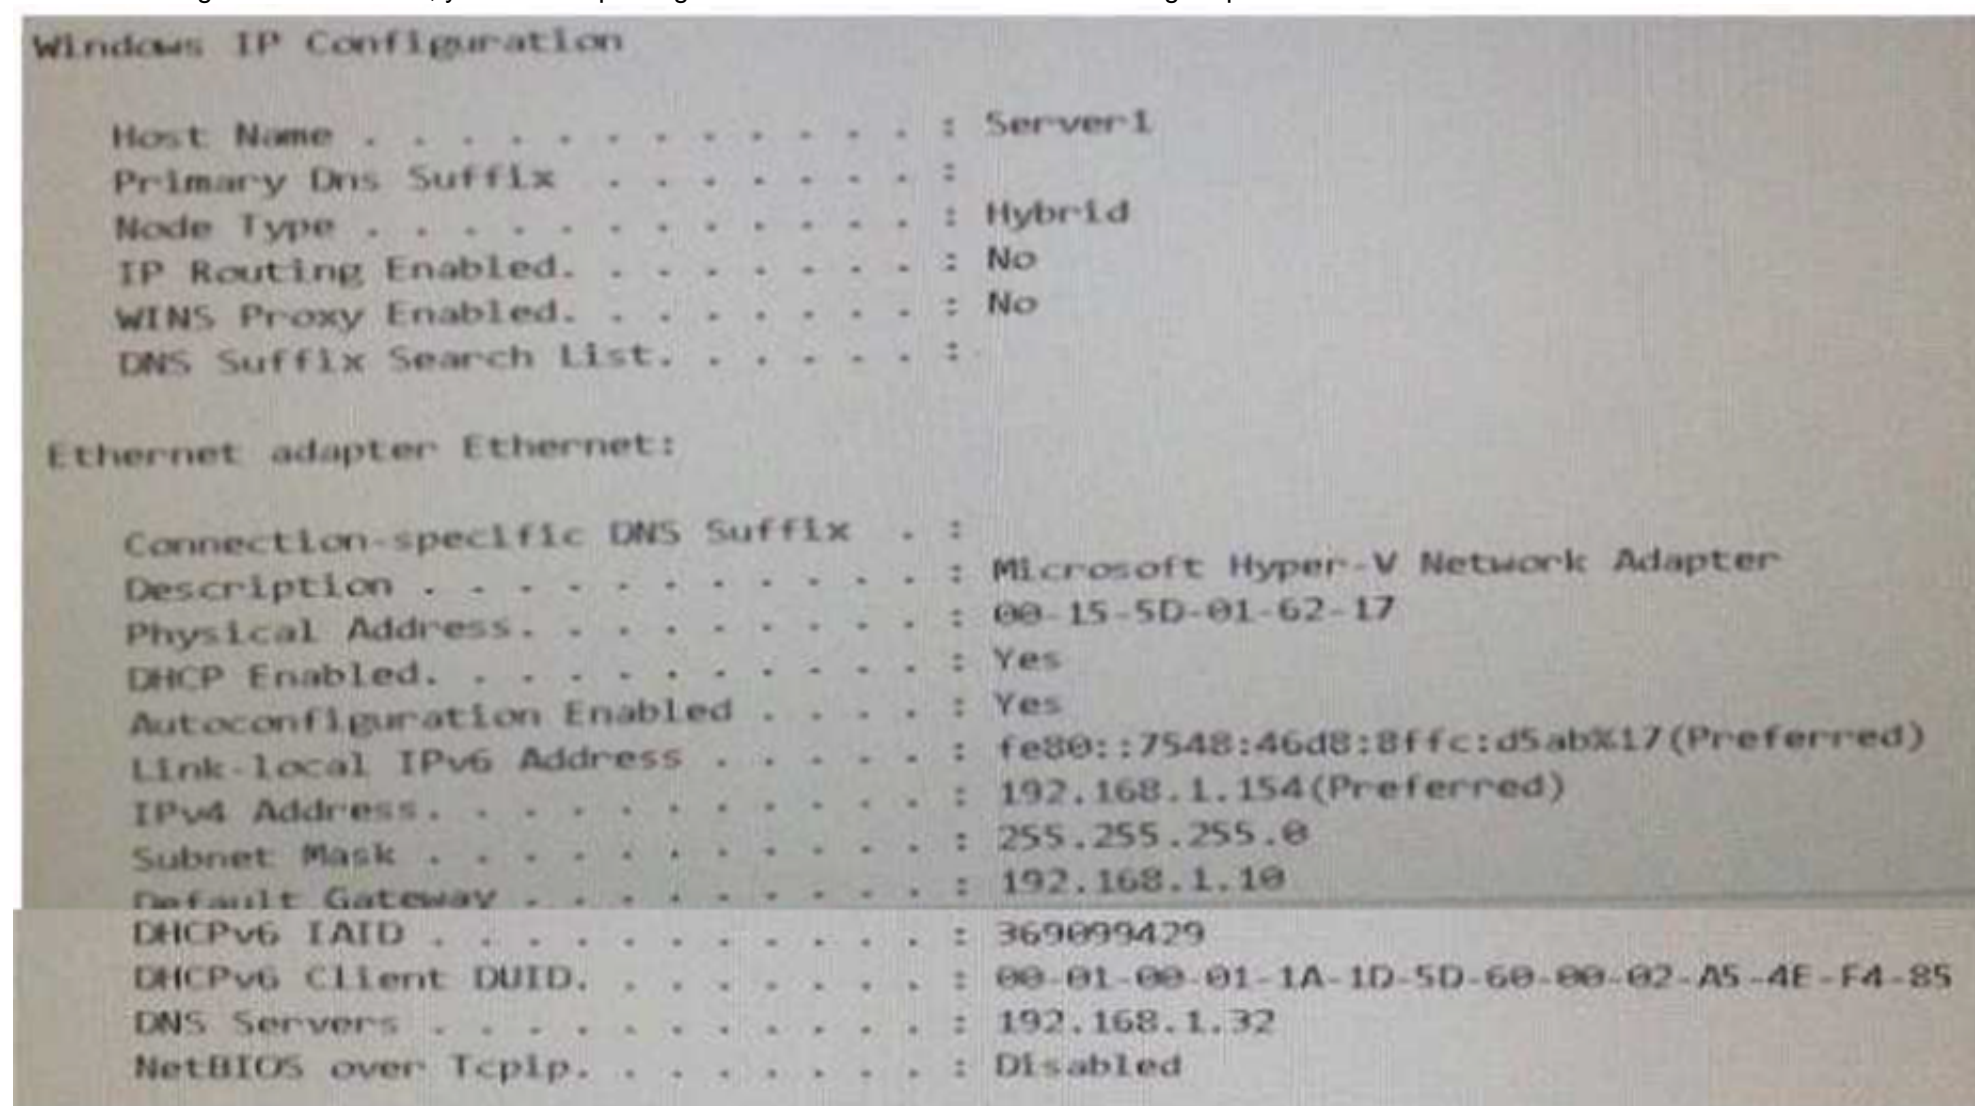 Windows IP Configuration
Host Name . . . . . . . . . . . . : Server1
Primary Dns Suffix . . . . . . . :
Node Type . . . . . . . . . . . . : Hybrid
IP Routing Enabled. . . . . . . . : No
WINS Proxy Enabled. . . . . . . . : No
DNS Suffix Search List. . . . . . :
Ethernet adapter Ethernet:
Connection-specific DNS Suffix . :
Description . . . . . . . . . . . : Microsoft Hyper-V Network Adapter
Physical Address. . . . . . . . . : 00-15-5D-01-62-17
DHCP Enabled. . . . . . . . . . . : Yes
Autoconfiguration Enabled . . . . : Yes
Link-local IPv6 Address . . . . . : fe80::7548:46d8:8ffc:d5ab%17(Preferred)
IPv4 Address. . . . . . . . . . . : 192.168.1.154(Preferred)
Subnet Mask . . . . . . . . . . . : 255.255.255.0
Default Gateway . . . . . . . . . : 192.168.1.10
DHCPv6 IAID . . . . . . . . . . . : 369099429
DHCPv6 Client DUID. . . . . . . . : 00-01-00-01-1A-1D-5D-60-00-02-A5-4E-F4-85
DNS Servers . . . . . . . . . . . : 192.168.1.32
NetBIOS over Tcpip. . . . . . . . : Disabled